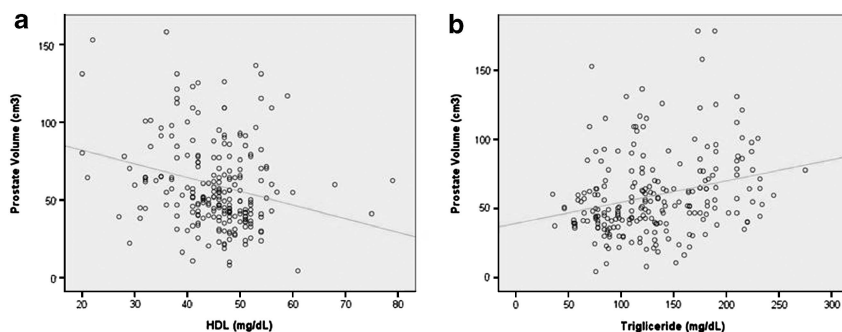 a
Prostate Volume (cm3)
150
100
50
0
20 30 40 50 60 70 80
HDL (mg/dL)
b
Prostate Volume (cm3)
150
100
50
0
0 50 100 150 200 250 300
Trigliceride (mg/dL)